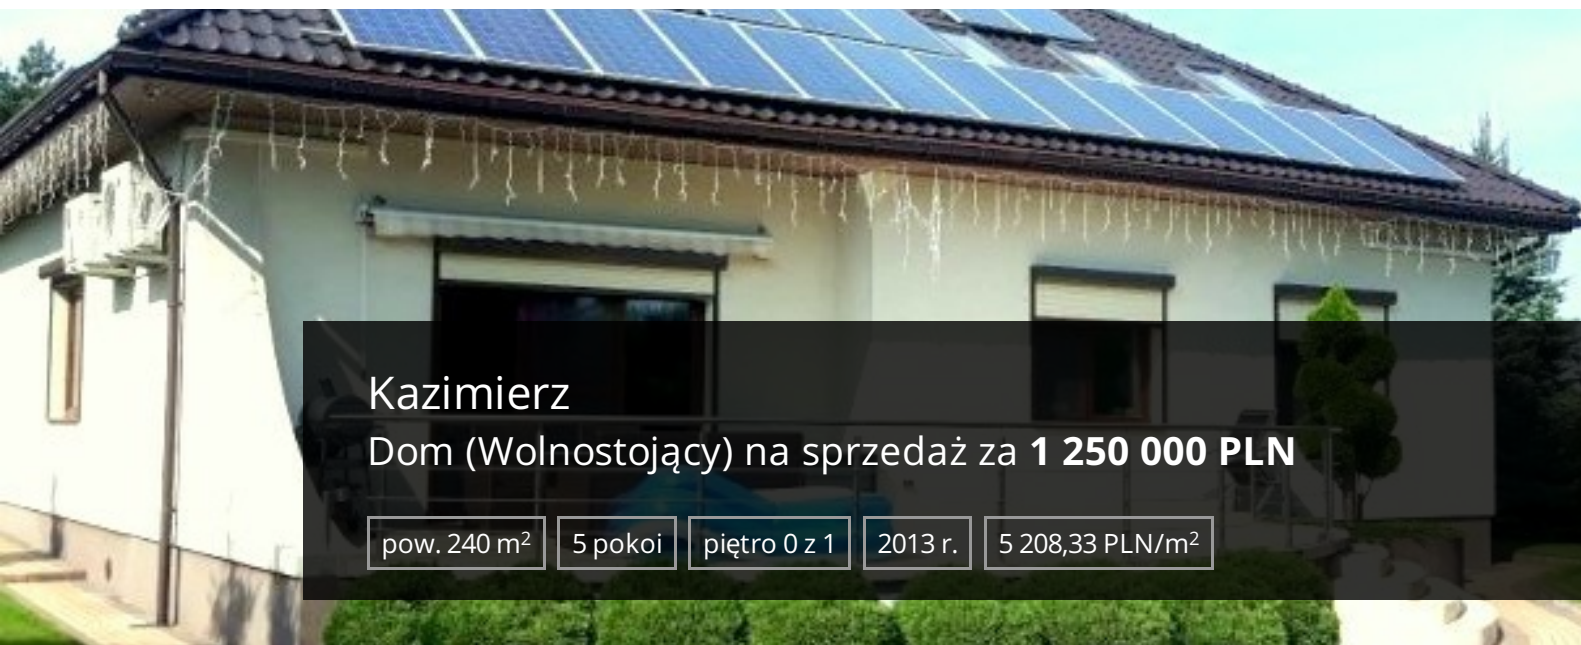 Kazimierz
Dom (Wolnostojący) na sprzedaż za 1 250 000 PLN
pow. 240 m² 5 pokoi piętro 0 z 1 2013 r. 5 208,33 PLN/m²